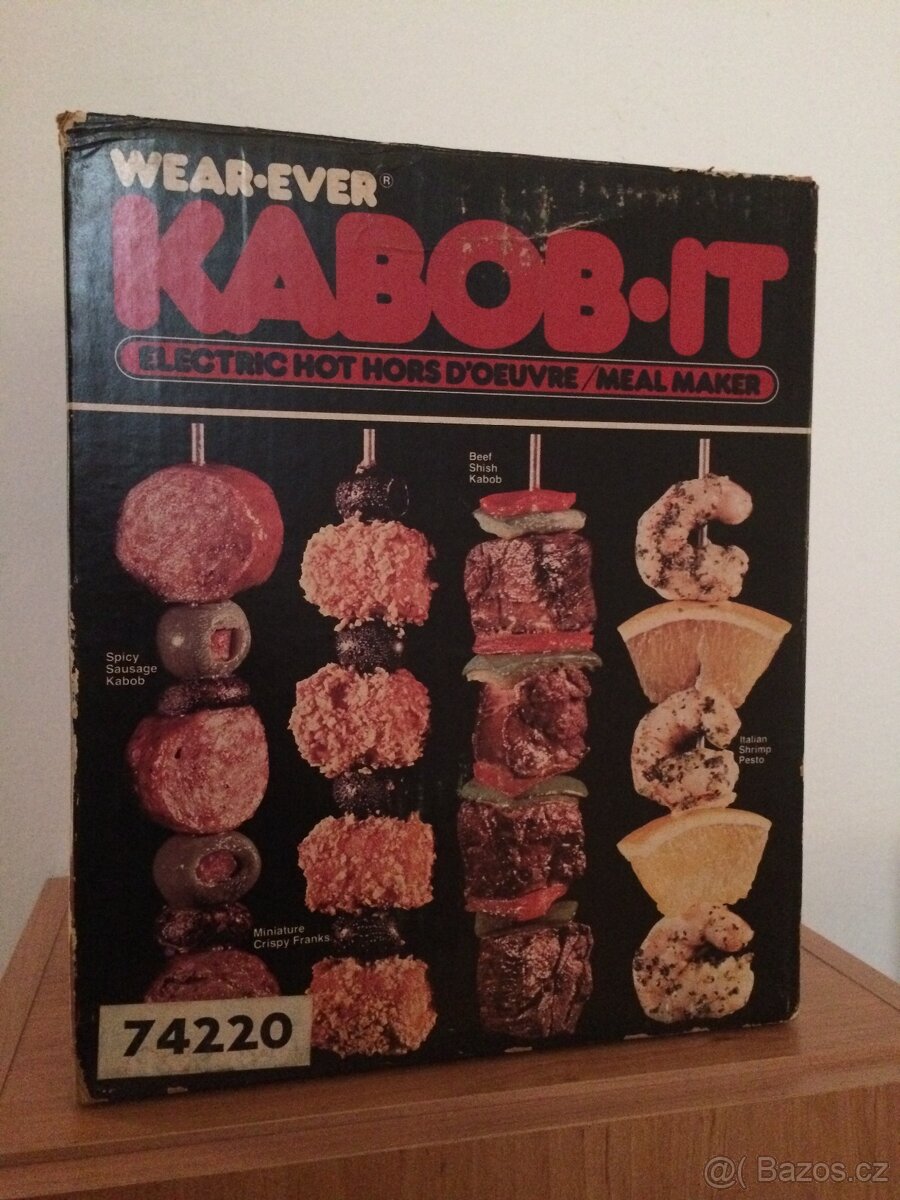 WEAR•EVER®
KABOB•IT
ELECTRIC HOT HORS D'OEUVRE/MEAL MAKER
Beef
Shish
Kabob
Spicy
Sausage
Kabob
Italian
Shrimp
Pesto
Miniature
Crispy Franks
74220
@( Bazos.cz